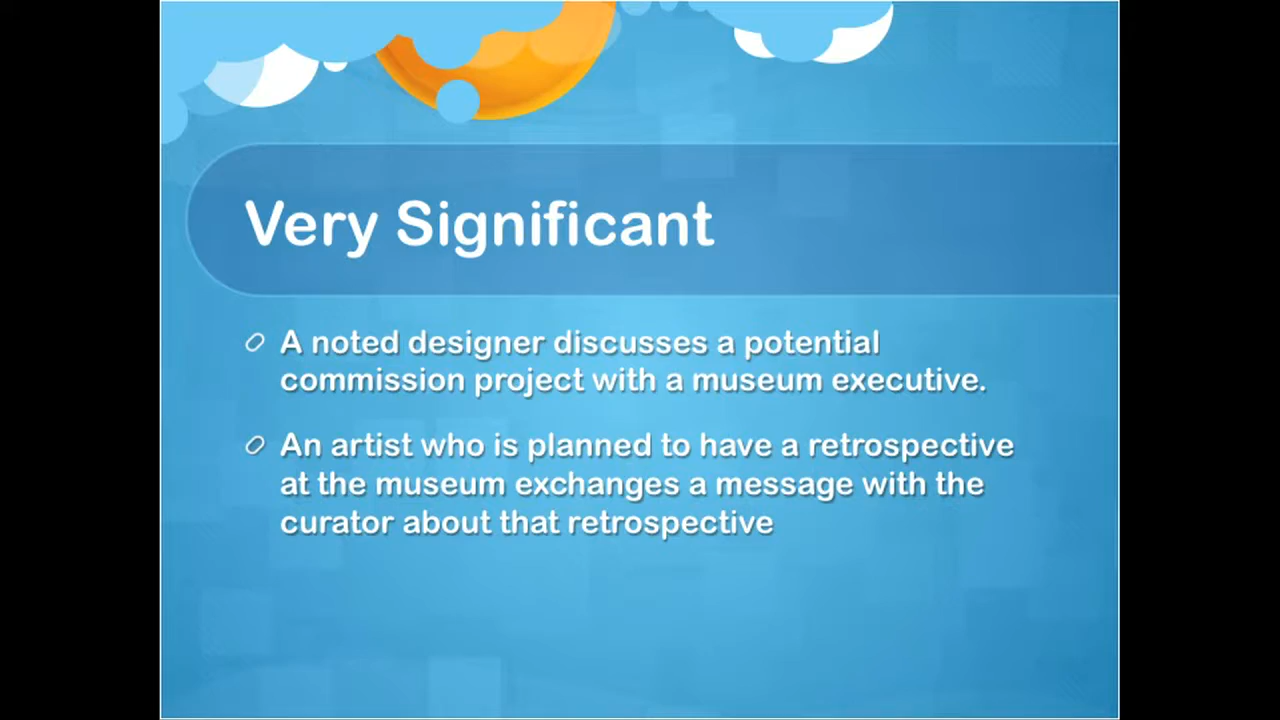 Very Significant
A noted designer discusses a potential
commission project with a museum executive.
An artist who is planned to have a retrospective
at the museum exchanges a message with the
curator about that retrospective